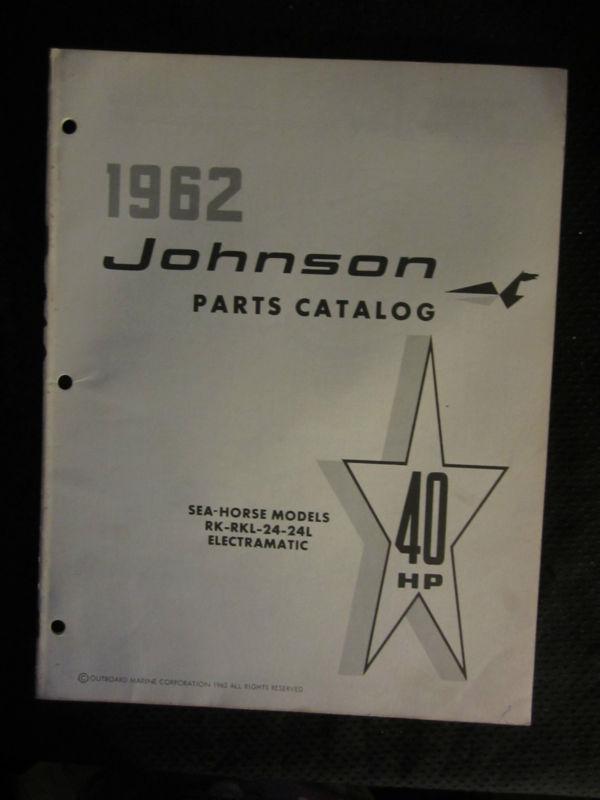 1962
Johnson
PARTS CATALOG
SEA-HORSE MODELS
RK-RKL-24-24L
ELECTRAMATIC
40
HP
© OUTBOARD MARINE CORPORATION 1962 ALL RIGHTS RESERVED